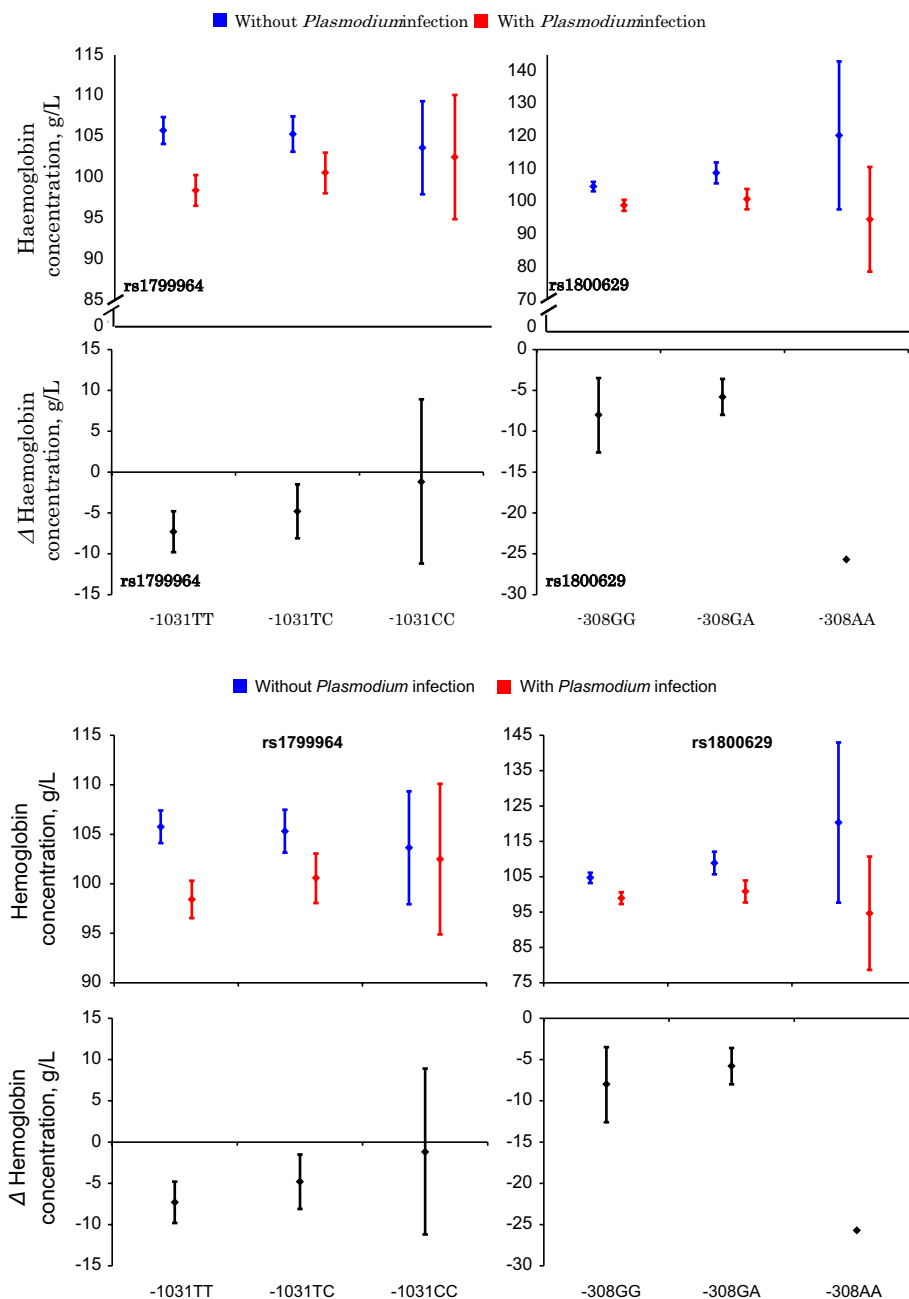 Without Plasmodiuminfection With Plasmodiuminfection
Haemoglobin
concentration, g/L
115
110
105
100
95
90
85
0
rs1799964
140
130
120
110
100
90
80
70
0
rs1800629
Δ Haemoglobin
concentration, g/L
15
10
5
0
-5
-10
-15
rs1799964
-1031TT -1031TC -1031CC
0
-5
-10
-15
-20
-25
-30
rs1800629
-308GG -308GA -308AA
Without Plasmodium infection With Plasmodium infection
Hemoglobin
concentration, g/L
115
110
105
100
95
90
rs1799964
145
135
125
115
105
95
85
75
rs1800629
Δ Hemoglobin
concentration, g/L
15
10
5
0
-5
-10
-15
-1031TT -1031TC -1031CC
0
-5
-10
-15
-20
-25
-30
-308GG -308GA -308AA